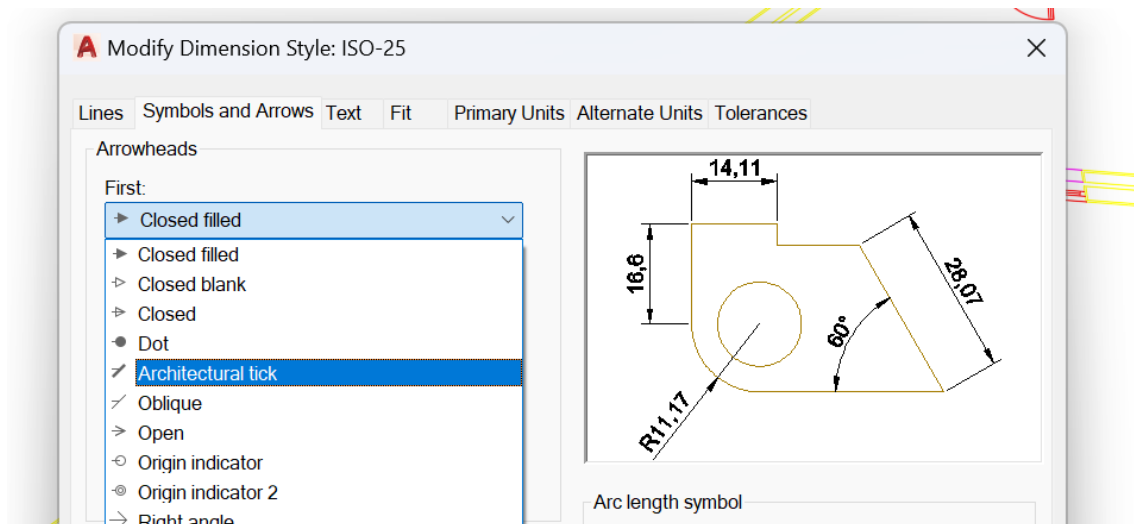 Modify Dimension Style: ISO-25
Lines Symbols and Arrows Text Fit Primary Units Alternate Units Tolerances
Arrowheads
First:
Closed filled
Closed filled
Closed blank
Closed
Dot
Architectural tick
Oblique
Open
Origin indicator
Origin indicator 2
Right angle
14,11
16,6
28,07
60°
R11,17
Arc length symbol